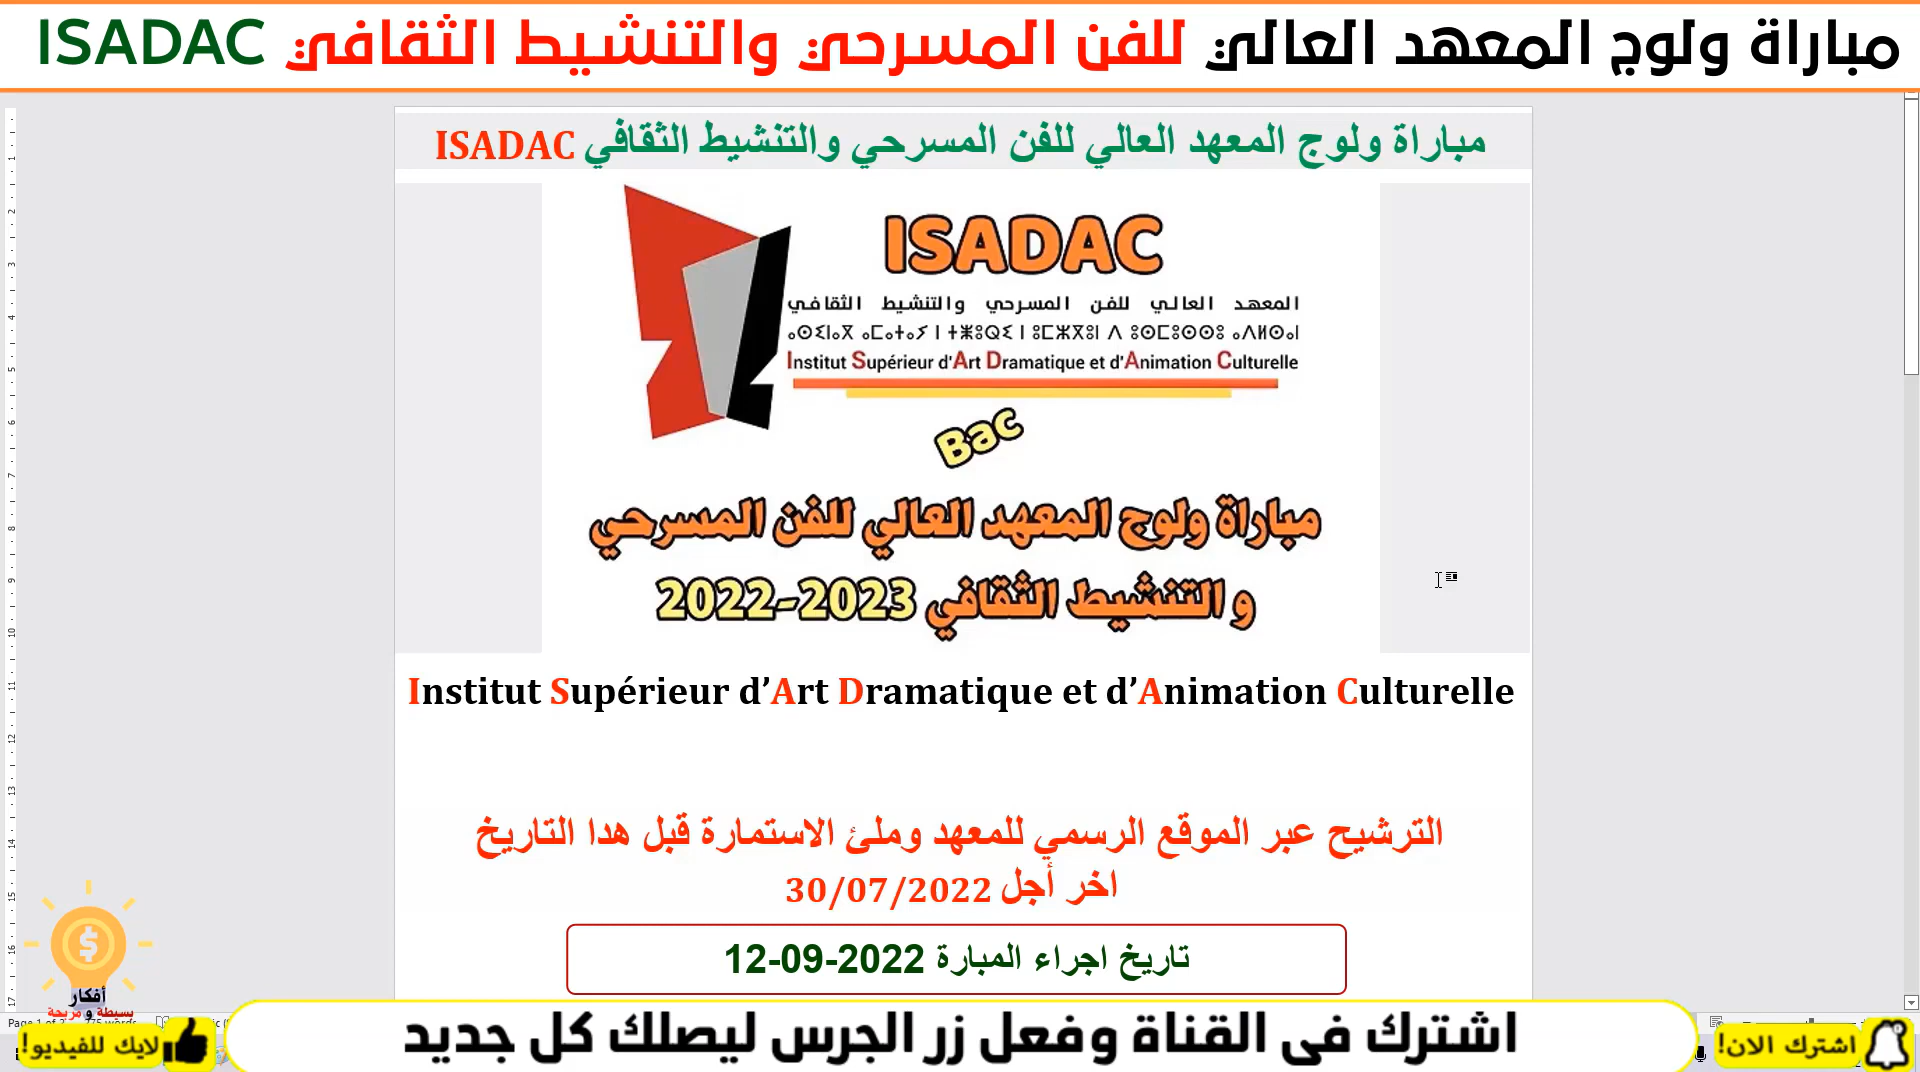 مباراة ولوج المعهد العالي للفن المسرحي والتنشيط الثقافي ISADAC
مباراة ولوج المعهد العالي للفن المسرحي والتنشيط الثقافي ISADAC
ISADAC
المعهد العالي للفن المسرحي والتنشيط الثقافي
Institut Supérieur d'Art Dramatique et d'Animation Culturelle
Bac
مباراة ولوج المعهد العالي للفن المسرحي
و التنشيط الثقافي 2023-2022
Institut Supérieur d’Art Dramatique et d’Animation Culturelle
الترشيح عبر الموقع الرسمي للمعهد وملئ الاستمارة قبل هدا التاريخ
اخر أجل 30/07/2022
تاريخ اجراء المبارة 2022-09-12
أفكار
بسيطة و مربحة
لايك للفيديو!
اشترك فى القناة وفعل زر الجرس ليصلك كل جديد
اشترك الان!